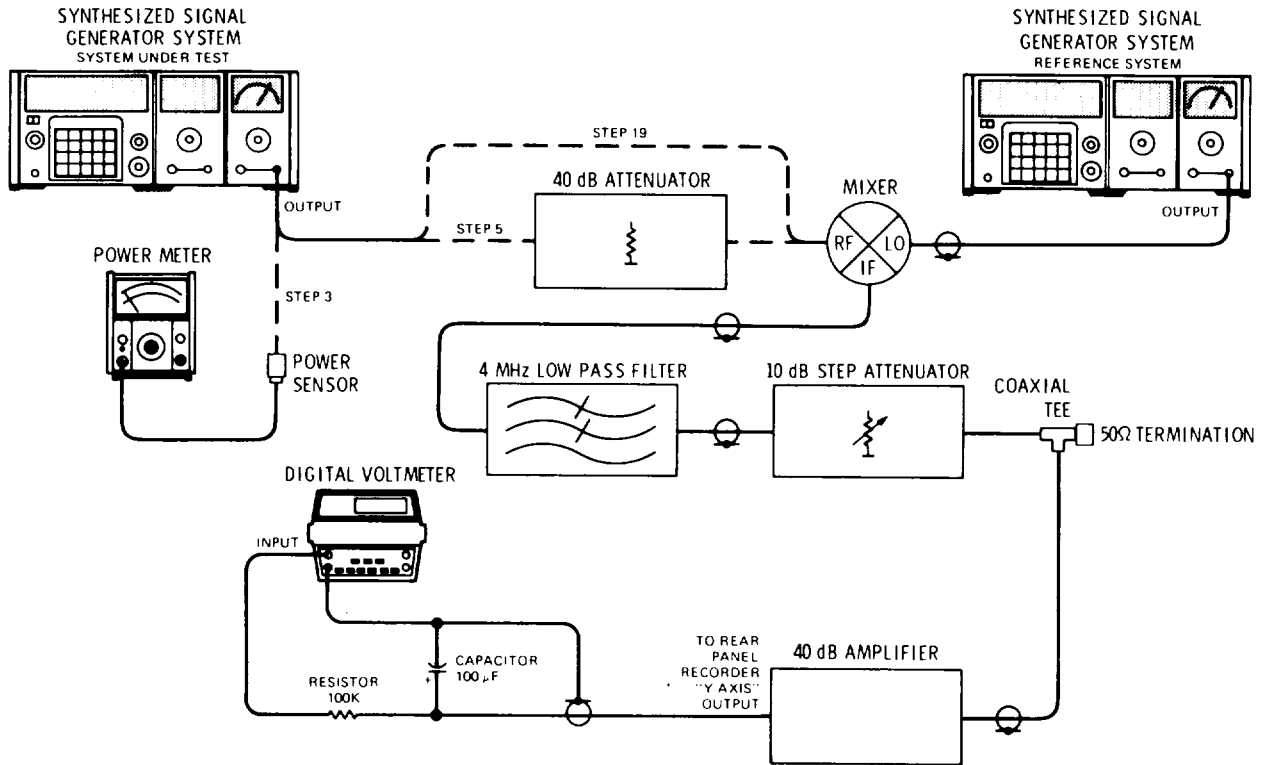 SYNTHESIZED SIGNAL
GENERATOR SYSTEM
SYSTEM UNDER TEST
SYNTHESIZED SIGNAL
GENERATOR SYSTEM
REFERENCE SYSTEM
STEP 19
40 dB ATTENUATOR
MIXER
OUTPUT
OUTPUT
STEP 5
RF
LO
IF
POWER METER
STEP 3
POWER
SENSOR
4 MHz LOW PASS FILTER
10 dB STEP ATTENUATOR
COAXIAL
TEE
50Ω TERMINATION
DIGITAL VOLTMETER
INPUT
TO REAR
PANEL
RECORDER
"Y AXIS"
OUTPUT
40 dB AMPLIFIER
CAPACITOR
100 μF
+
RESISTOR
100K